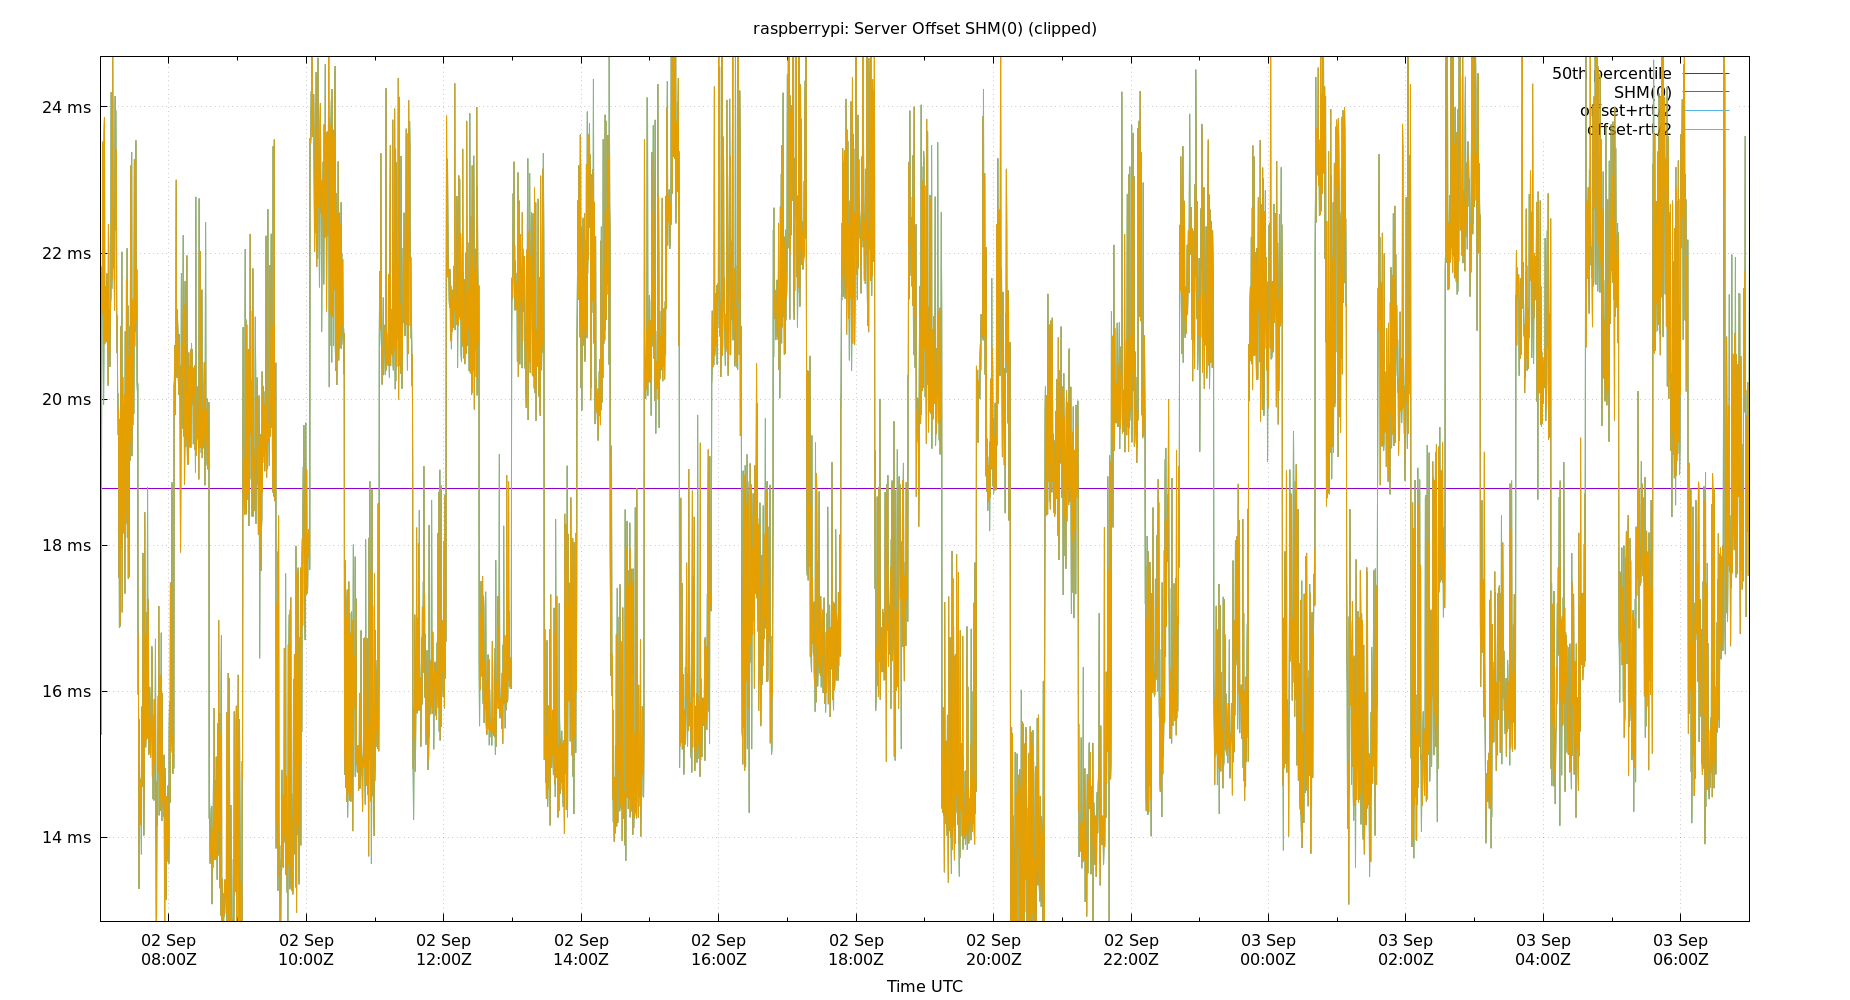 raspberrypi: Server Offset SHM(0) (clipped)
50th percentile
SHM(0)
offset+rtt/2
offset-rtt/2
24 ms
22 ms
20 ms
18 ms
16 ms
14 ms
02 Sep 02 Sep 02 Sep 02 Sep 02 Sep 02 Sep 02 Sep 02 Sep 03 Sep 03 Sep 03 Sep 03 Sep
08:00Z 10:00Z 12:00Z 14:00Z 16:00Z 18:00Z 20:00Z 22:00Z 00:00Z 02:00Z 04:00Z 06:00Z
Time UTC